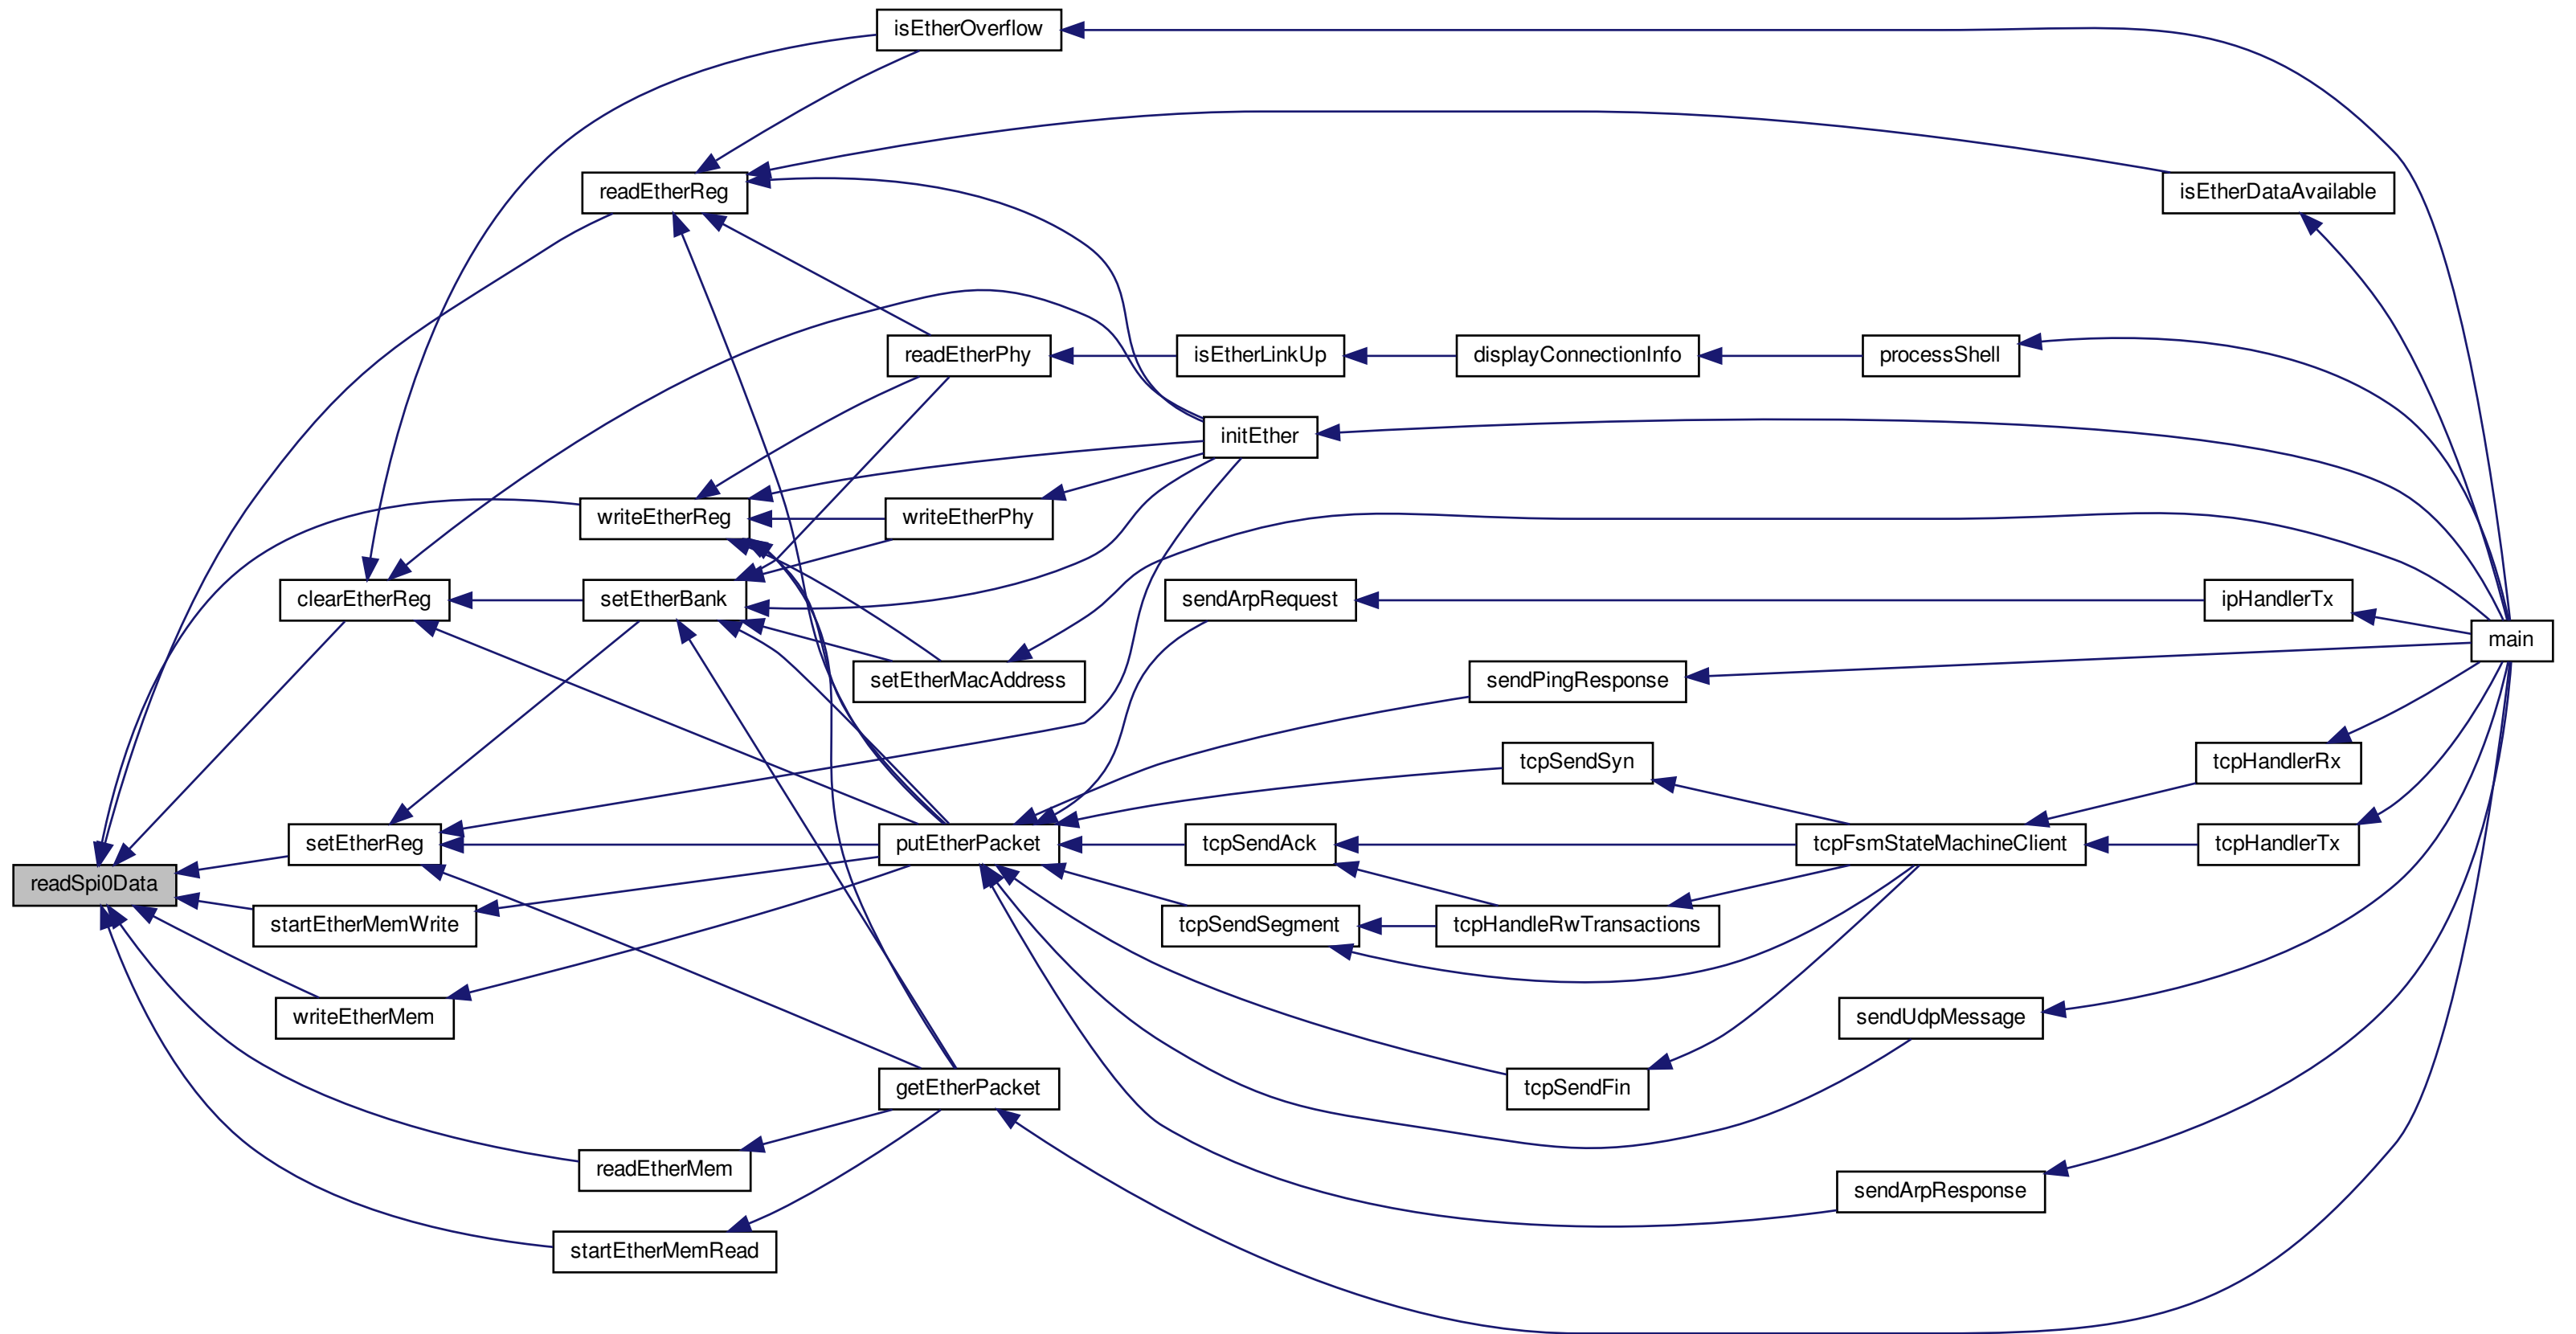 isEtherOverflow
readEtherReg
isEtherDataAvailable
readEtherPhy
isEtherLinkUp
displayConnectionInfo
processShell
initEther
writeEtherReg
writeEtherPhy
clearEtherReg
setEtherBank
sendArpRequest
ipHandlerTx
main
setEtherMacAddress
sendPingResponse
tcpSendSyn
tcpHandlerRx
setEtherReg
putEtherPacket
tcpSendAck
tcpFsmStateMachineClient
tcpHandlerTx
readSpi0Data
startEtherMemWrite
tcpSendSegment
tcpHandleRwTransactions
writeEtherMem
sendUdpMessage
getEtherPacket
tcpSendFin
readEtherMem
sendArpResponse
startEtherMemRead